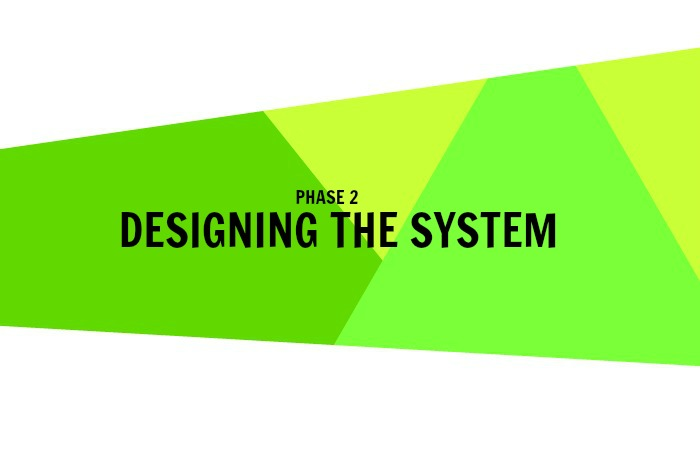 PHASE 2
DESIGNING THE SYSTEM